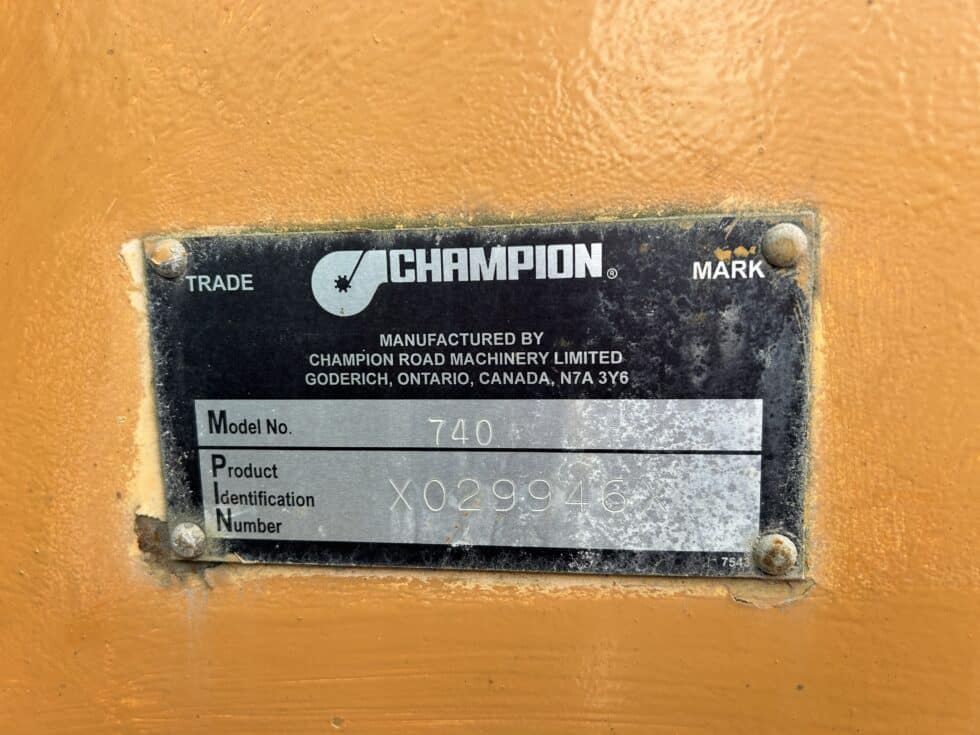 TRADE CHAMPION® MARK
MANUFACTURED BY
CHAMPION ROAD MACHINERY LIMITED
GODERICH, ONTARIO, CANADA, N7A 3Y6
Model No. 740
Product
Identification X029946X
Number